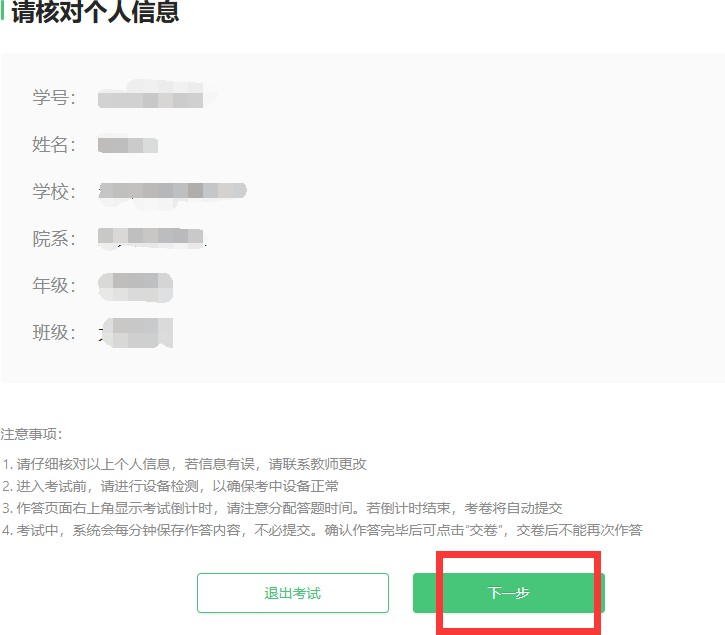 请核对个人信息
学号：
姓名：
学校：
院系：
年级：
班级：
注意事项：
1. 请仔细核对以上个人信息，若信息有误，请联系教师更改
2. 进入考试前，请进行设备检测，以确保考中设备正常
3. 作答页面右上角显示考试倒计时，请注意分配答题时间。若倒计时结束，考卷将自动提交
4. 考试中，系统会每分钟保存作答内容，不必提交。确认作答完毕后可点击“交卷”，交卷后不能再次作答
退出考试
下一步